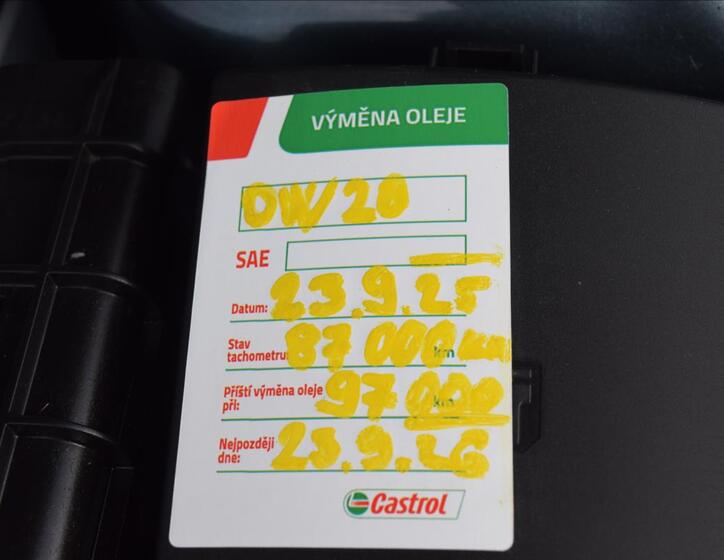 VÝMĚNA OLEJE
0W/20
SAE
Datum: 23.9.25
Stav tachometru: 87 000 km km
Příští výměna oleje při: 97 000 km
Nejpozději dne: 23.9.26
Castrol